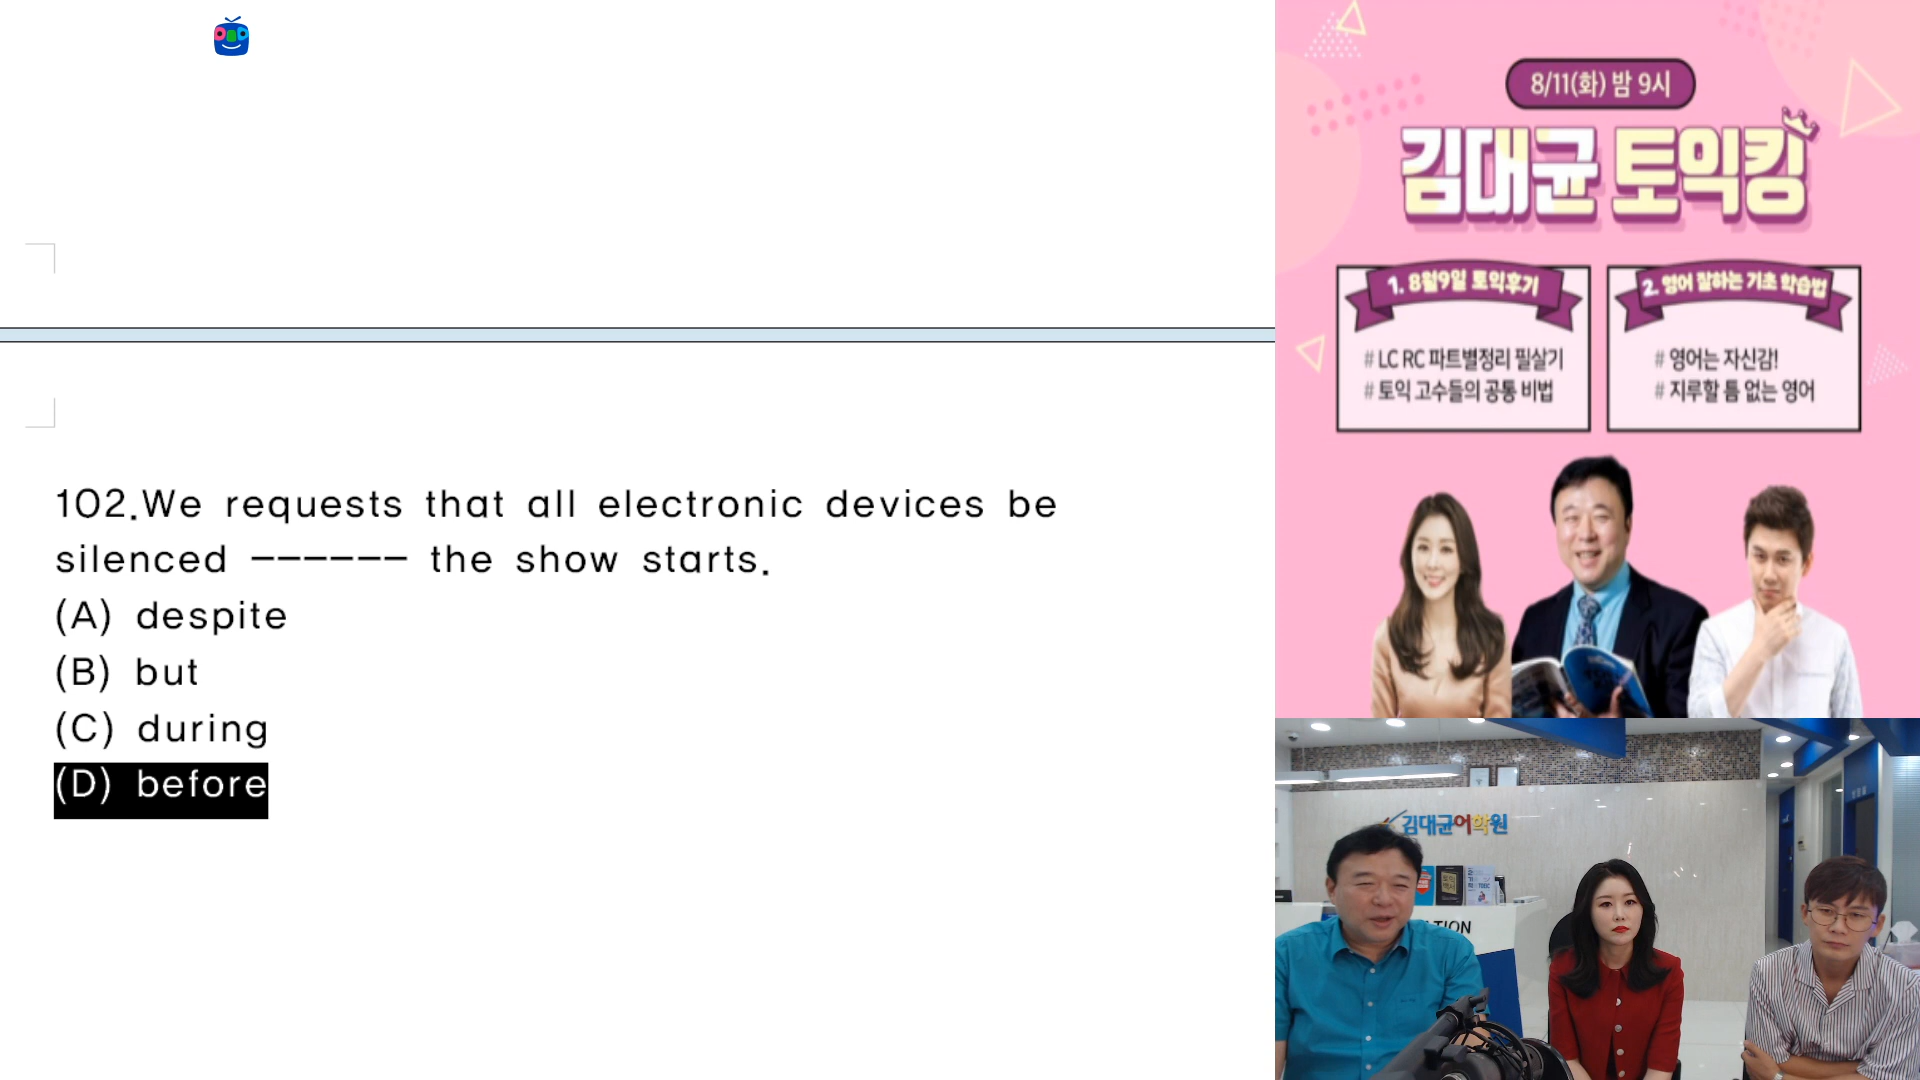 102.We requests that all electronic devices be
silenced ------ the show starts.
(A) despite
(B) but
(C) during
(D) before
8/11(화) 밤 9시
김대균 토익킹
1. 8월9일 토익후기
# LC RC 파트별정리 필살기
# 토익 고수들의 공통 비법
2. 영어 잘하는 기초 학습법
# 영어는 자신감!
# 지루할 틈 없는 영어
김대균어학원
TION